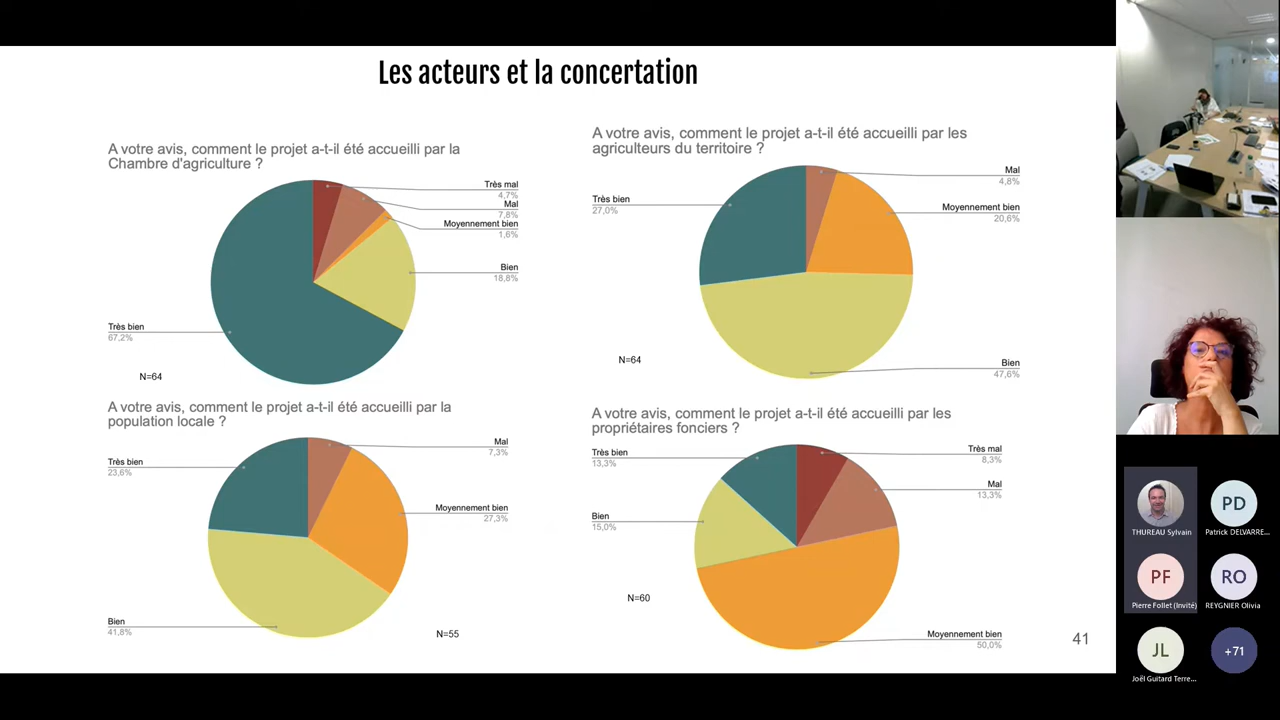 Les acteurs et la concertation
A votre avis, comment le projet a-t-il été accueilli par la
Chambre d'agriculture ?
Très mal
4,7%
Mal
7,8%
Moyennement bien
1,6%
Bien
18,8%
Très bien
67,2%
N=64
A votre avis, comment le projet a-t-il été accueilli par les
agriculteurs du territoire ?
Mal
4,8%
Très bien
27,0%
Moyennement bien
20,6%
N=64
Bien
47,6%
A votre avis, comment le projet a-t-il été accueilli par la
population locale ?
Mal
7,3%
Très bien
23,6%
Moyennement bien
27,3%
Bien
41,8%
N=55
A votre avis, comment le projet a-t-il été accueilli par les
propriétaires fonciers ?
Très bien
13,3%
Très mal
8,3%
Mal
13,3%
Bien
15,0%
N=60
Moyennement bien
50,0%
41
THUREAU Sylvain
PD
Patrick DELVARRE...
PF
Pierre Follet (Invité)
RO
REYGNIER Olivia
JL
Joël Guitard Terre...
+71